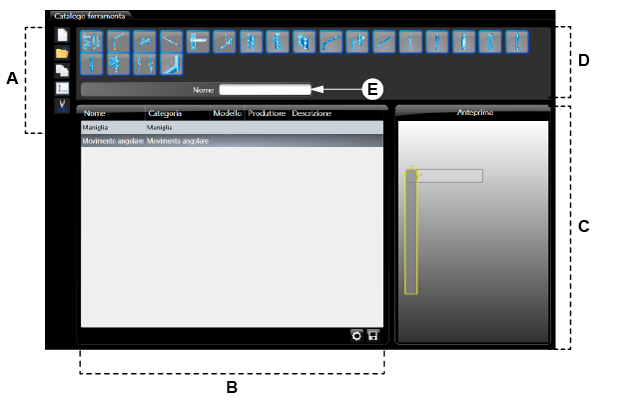 Catalogo ferramenta
A
D
Nome
E
Nome Categoria Modello Produttore Descrizione
Anteprima
Maniglia Maniglia
Movimento angolare Movimento angolare
C
B